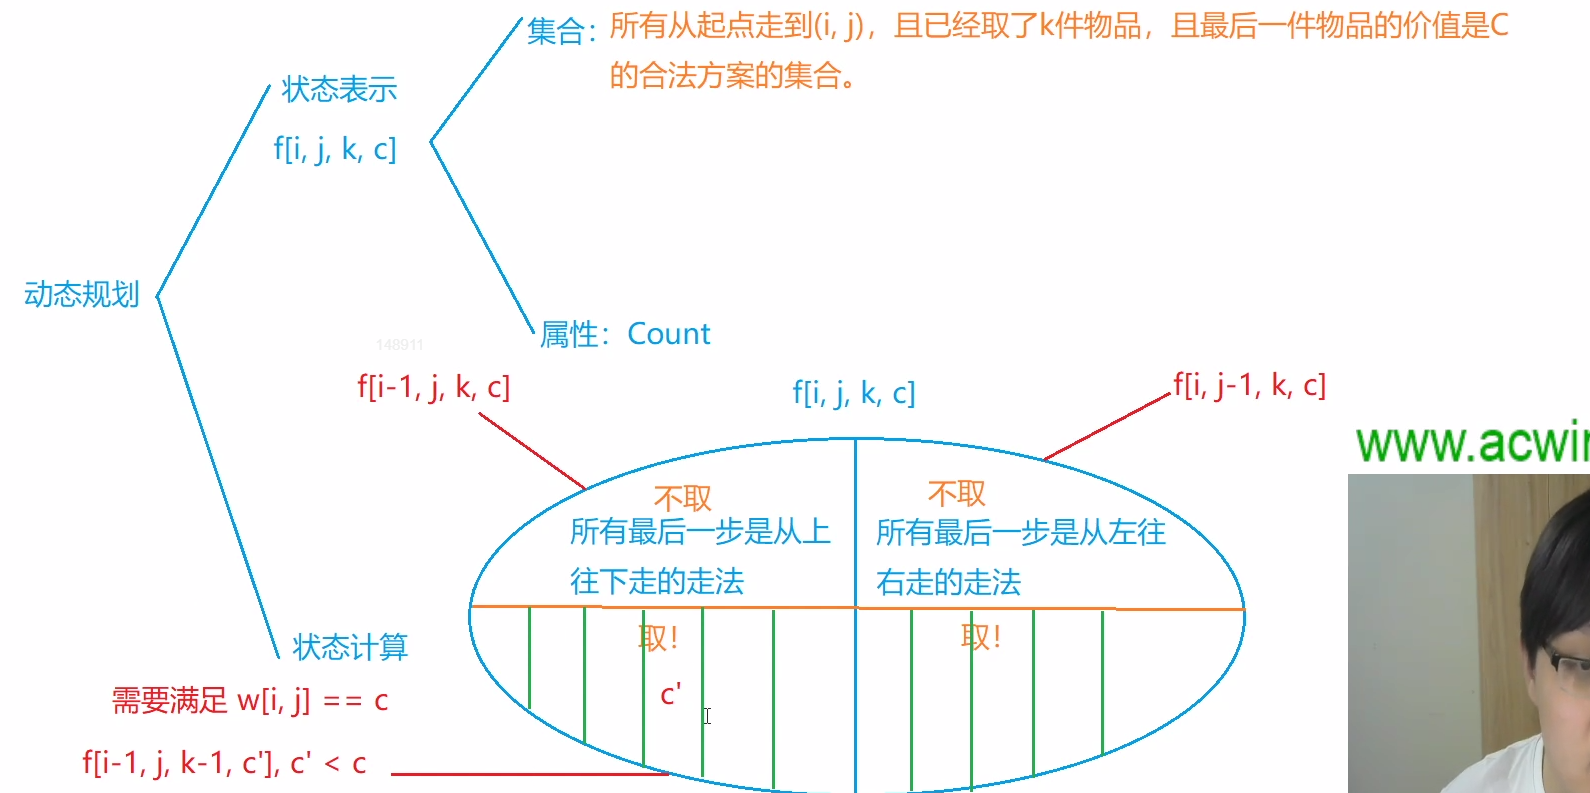 集合：所有从起点走到(i, j)，且已经取了k件物品，且最后一件物品的价值是C
的合法方案的集合。
状态表示
f[i, j, k, c]
动态规划
属性：Count
148911
f[i-1, j, k, c]
f[i, j, k, c]
f[i, j-1, k, c]
www.acwin
不取
所有最后一步是从上
往下走的走法
不取
所有最后一步是从左往
右走的走法
取！
取！
c'
状态计算
需要满足 w[i, j] == c
f[i-1, j, k-1, c'], c' < c